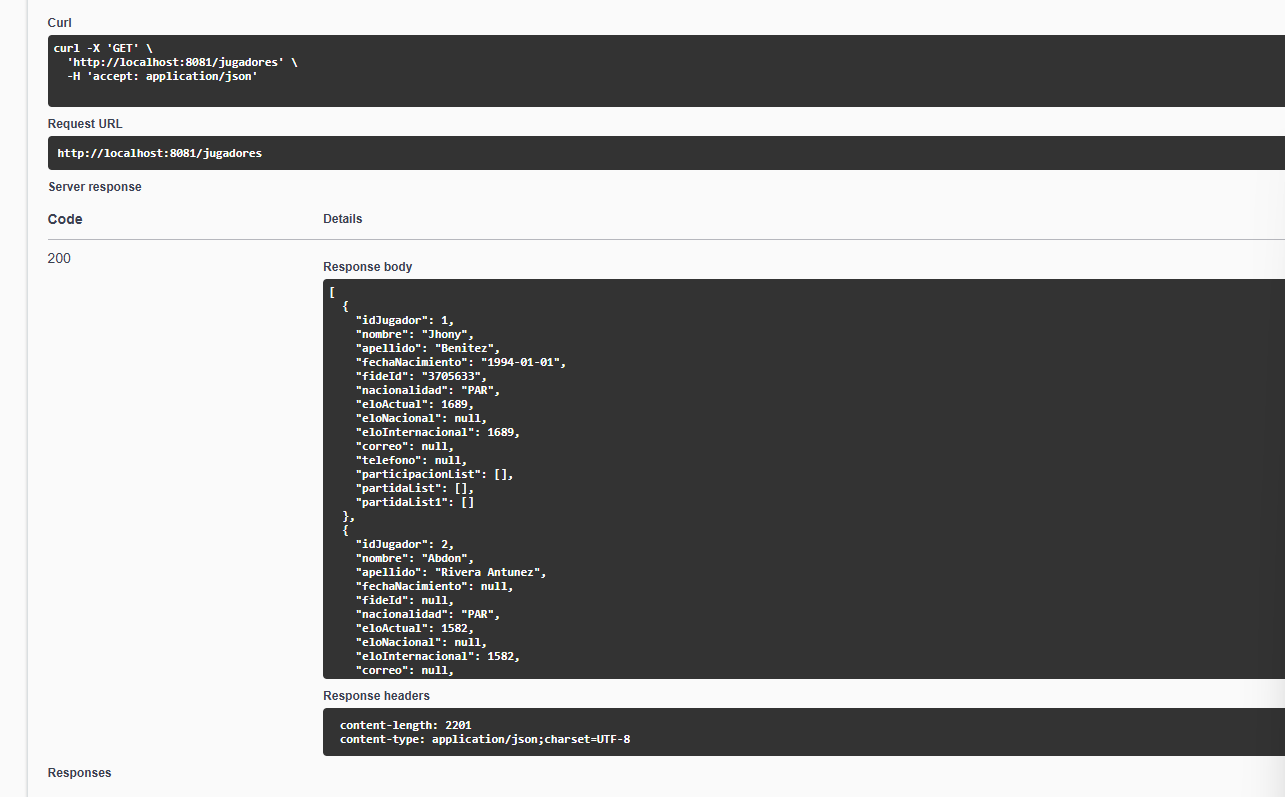 Curl
curl -X 'GET' \
  'http://localhost:8081/jugadores' \
  -H 'accept: application/json'
Request URL
http://localhost:8081/jugadores
Server response
Code Details
200
Response body
[
  {
    "idJugador": 1,
    "nombre": "Jhony",
    "apellido": "Benitez",
    "fechaNacimiento": "1994-01-01",
    "fideId": "3705633",
    "nacionalidad": "PAR",
    "eloActual": 1689,
    "eloNacional": null,
    "eloInternacional": 1689,
    "correo": null,
    "telefono": null,
    "participacionList": [],
    "partidaList": [],
    "partidaList1": []
  },
  {
    "idJugador": 2,
    "nombre": "Abdon",
    "apellido": "Rivera Antunez",
    "fechaNacimiento": null,
    "fideId": null,
    "nacionalidad": "PAR",
    "eloActual": 1582,
    "eloNacional": null,
    "eloInternacional": 1582,
    "correo": null,
Response headers
content-length: 2201
content-type: application/json;charset=UTF-8
Responses